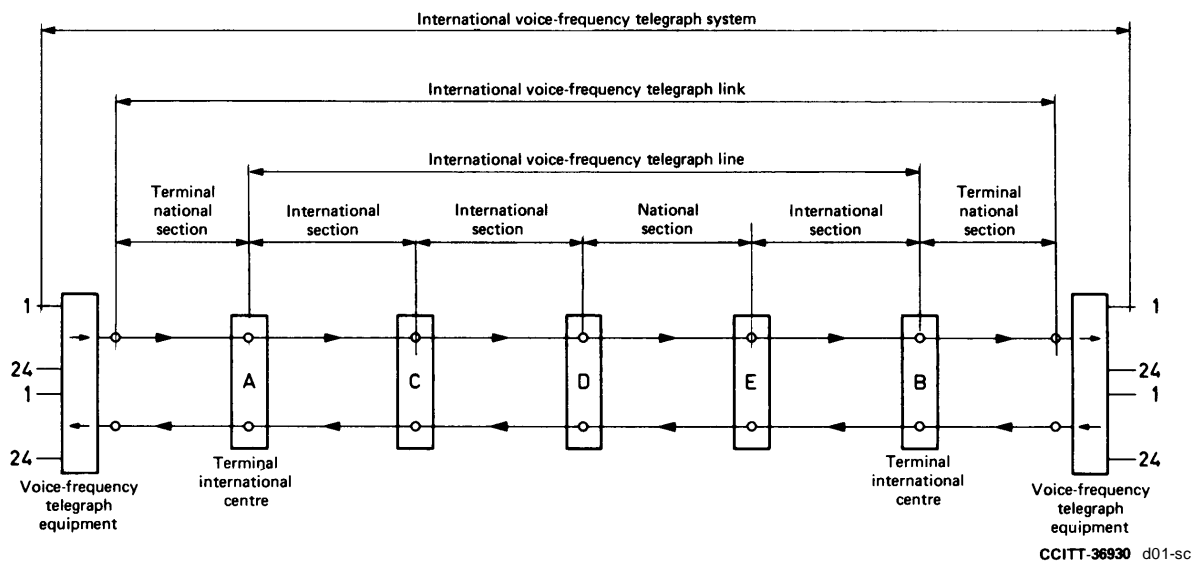 International voice-frequency telegraph system
International voice-frequency telegraph link
International voice-frequency telegraph line
Terminal
national
section
International
section
International
section
National
section
International
section
Terminal
national
section
1
24
1
24
A
C
D
E
B
1
24
1
24
Voice-frequency
telegraph
equipment
Terminal
international
centre
Terminal
international
centre
Voice-frequency
telegraph
equipment
CCITT-36930 d01-sc